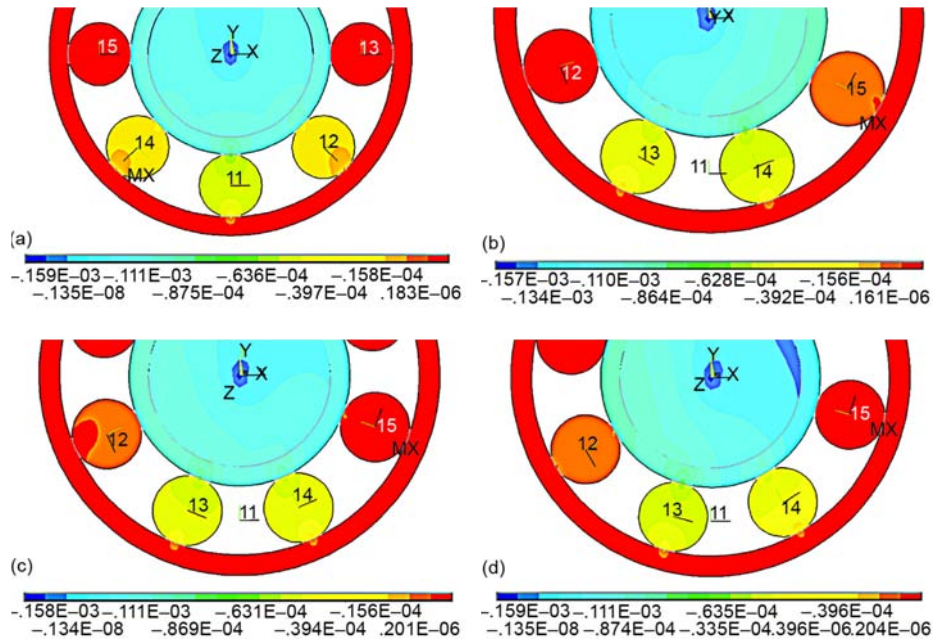 15 Y 13
Z X
14 12
MX 11
(a)
-.159E-03 -.111E-03 -.636E-04 -.158E-04
-.135E-08 -.875E-04 -.397E-04 .183E-06
YX
12 15
MX
13 11 14
(b)
-.157E-03 -.110E-03 -.628E-04 -.156E-04
-.134E-03 -.864E-04 -.392E-04 .161E-06
Y
Z X
12 15
MX
13 11 14
(c)
-.158E-03 -.111E-03 -.631E-04 -.156E-04
-.134E-08 -.869E-04 -.394E-04 .201E-06
Y
Z X
12 15
MX
13 11 14
(d)
-.159E-03 -.111E-03 -.635E-04 -.396E-04
-.135E-08 -.874E-04 -.335E-04 .396E-06 .204E-06